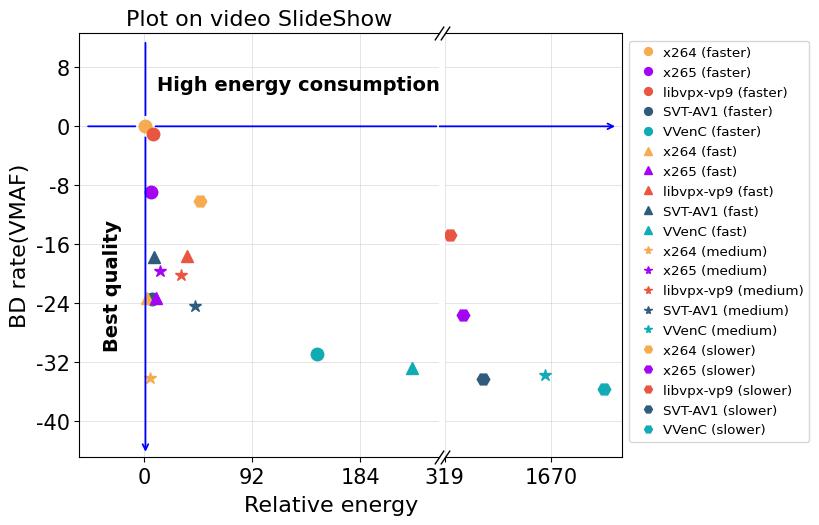 Plot on video SlideShow
High energy consumption
Best quality
BD rate(VMAF)
8
0
-8
-16
-24
-32
-40
0 92 184 319 1670
Relative energy
x264 (faster)
x265 (faster)
libvpx-vp9 (faster)
SVT-AV1 (faster)
VVenC (faster)
x264 (fast)
x265 (fast)
libvpx-vp9 (fast)
SVT-AV1 (fast)
VVenC (fast)
x264 (medium)
x265 (medium)
libvpx-vp9 (medium)
SVT-AV1 (medium)
VVenC (medium)
x264 (slower)
x265 (slower)
libvpx-vp9 (slower)
SVT-AV1 (slower)
VVenC (slower)